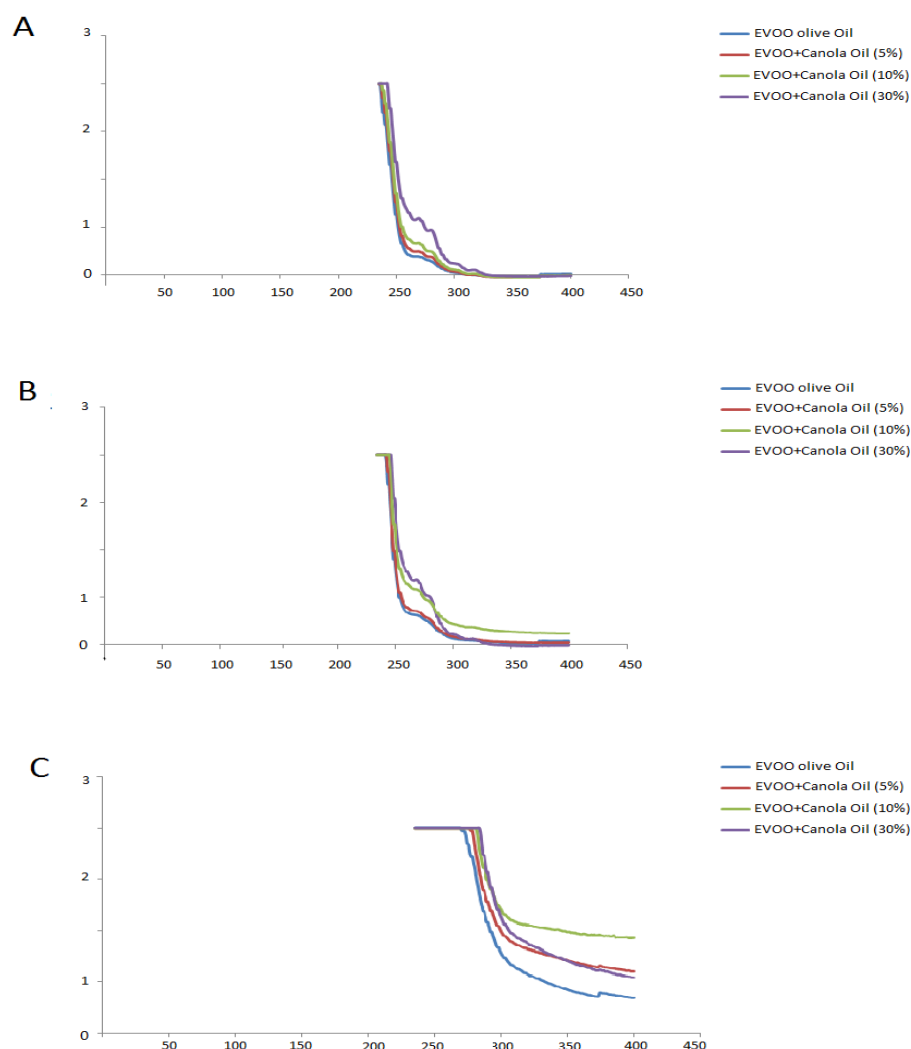 A
3
2
1
0
50 100 150 200 250 300 350 400 450
EVOO olive Oil
EVOO+Canola Oil (5%)
EVOO+Canola Oil (10%)
EVOO+Canola Oil (30%)
B
3
2
1
0
50 100 150 200 250 300 350 400 450
EVOO olive Oil
EVOO+Canola Oil (5%)
EVOO+Canola Oil (10%)
EVOO+Canola Oil (30%)
C
3
2
1
0
50 100 150 200 250 300 350 400 450
EVOO olive Oil
EVOO+Canola Oil (5%)
EVOO+Canola Oil (10%)
EVOO+Canola Oil (30%)